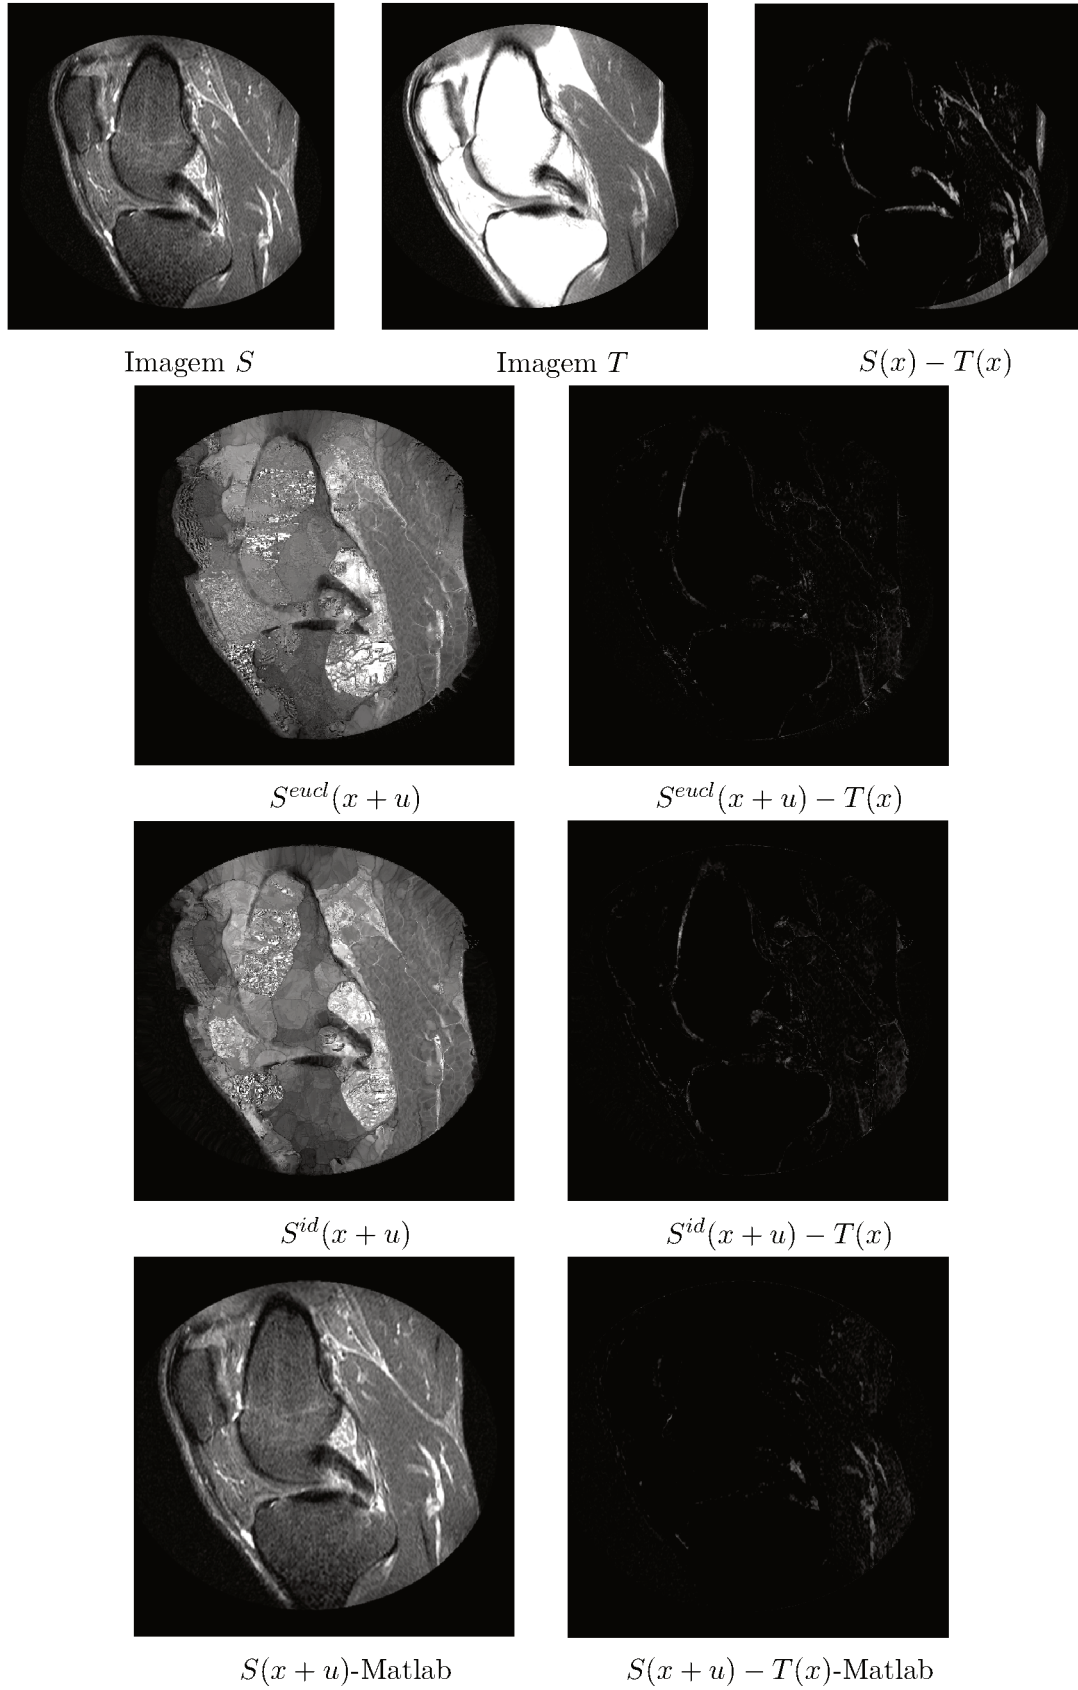 Imagem S
Imagem T
S(x) − T(x)
S^{eucl}(x + u)
S^{eucl}(x + u) − T(x)
S^{id}(x + u)
S^{id}(x + u) − T(x)
S(x + u)-Matlab
S(x + u) − T(x)-Matlab